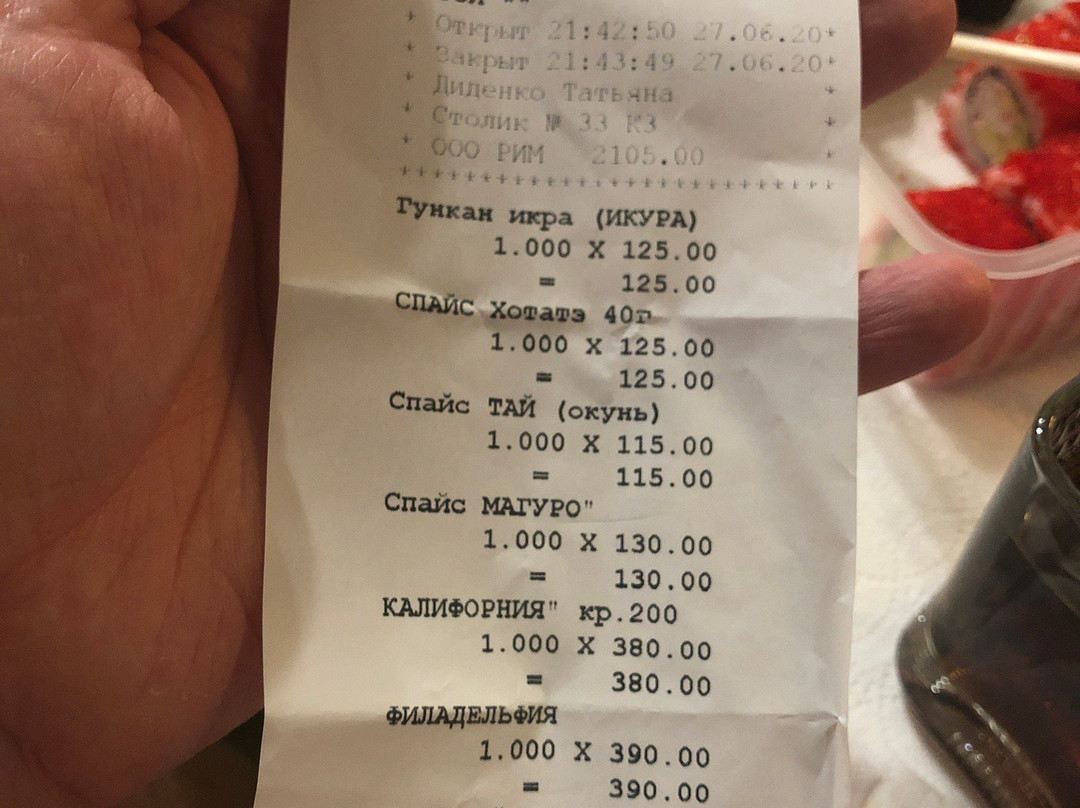 * Открыт 21:42:50 27.06.20*
* Закрыт 21:43:49 27.06.20*
* Диденко Татьяна *
* Столик № 33 КЗ *
* ООО РИМ 2105.00 *
***************************
Гункан икра (ИКУРА)
1.000 X 125.00
= 125.00
СПАЙС Хотатэ 40г
1.000 X 125.00
= 125.00
Спайс ТАЙ (окунь)
1.000 X 115.00
= 115.00
Спайс МАГУРО"
1.000 X 130.00
= 130.00
КАЛИФОРНИЯ" кр.200
1.000 X 380.00
= 380.00
ФИЛАДЕЛЬФИЯ
1.000 X 390.00
= 390.00